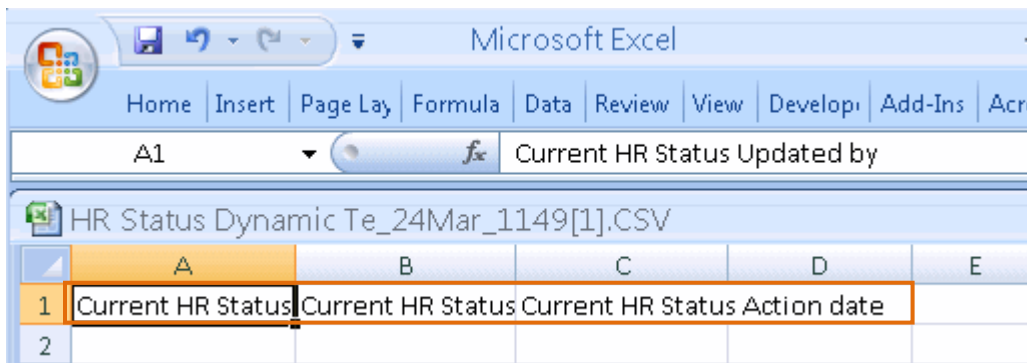 Microsoft Excel
Home Insert Page Lay Formula Data Review View Develop Add-Ins Acr
A1 fx Current HR Status Updated by
HR Status Dynamic Te_24Mar_1149[1].CSV
A B C D E
1 Current HR Status Current HR Status Current HR Status Action date
2